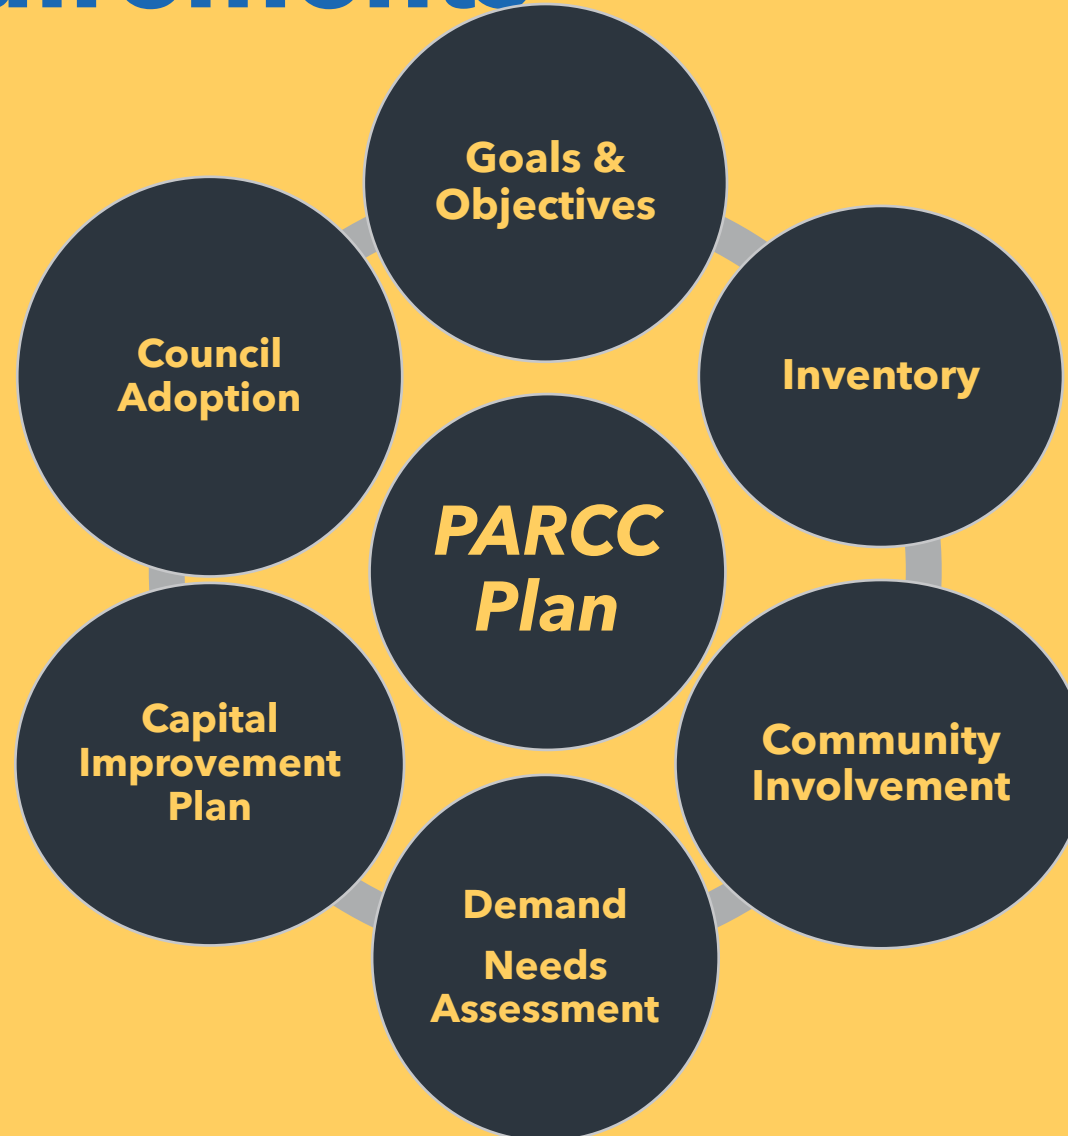 Goals &
Objectives
Inventory
Community
Involvement
Demand
Needs
Assessment
Capital
Improvement
Plan
Council
Adoption
PARCC
Plan